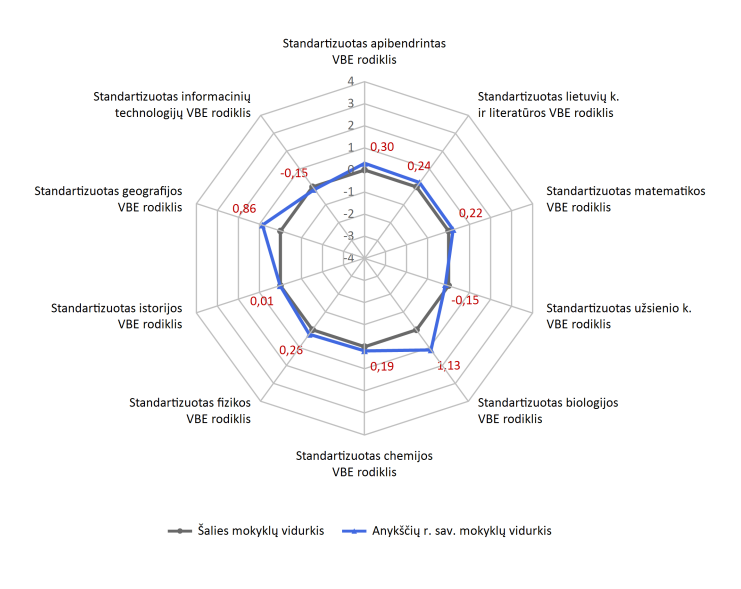 Standartizuotas apibendrintas
VBE rodiklis
Standartizuotas informacinių
technologijų VBE rodiklis
Standartizuotas lietuvių k.
ir literatūros VBE rodiklis
4
3
2
1
0
-1
-2
-3
-4
0,30
0,24
-0,15
Standartizuotas geografijos
VBE rodiklis
Standartizuotas matematikos
VBE rodiklis
0,86
0,22
Standartizuotas istorijos
VBE rodiklis
0,01
-0,15
Standartizuotas užsienio k.
VBE rodiklis
0,26
0,19
1,13
Standartizuotas fizikos
VBE rodiklis
Standartizuotas biologijos
VBE rodiklis
Standartizuotas chemijos
VBE rodiklis
Šalies mokyklų vidurkis
Anykščių r. sav. mokyklų vidurkis